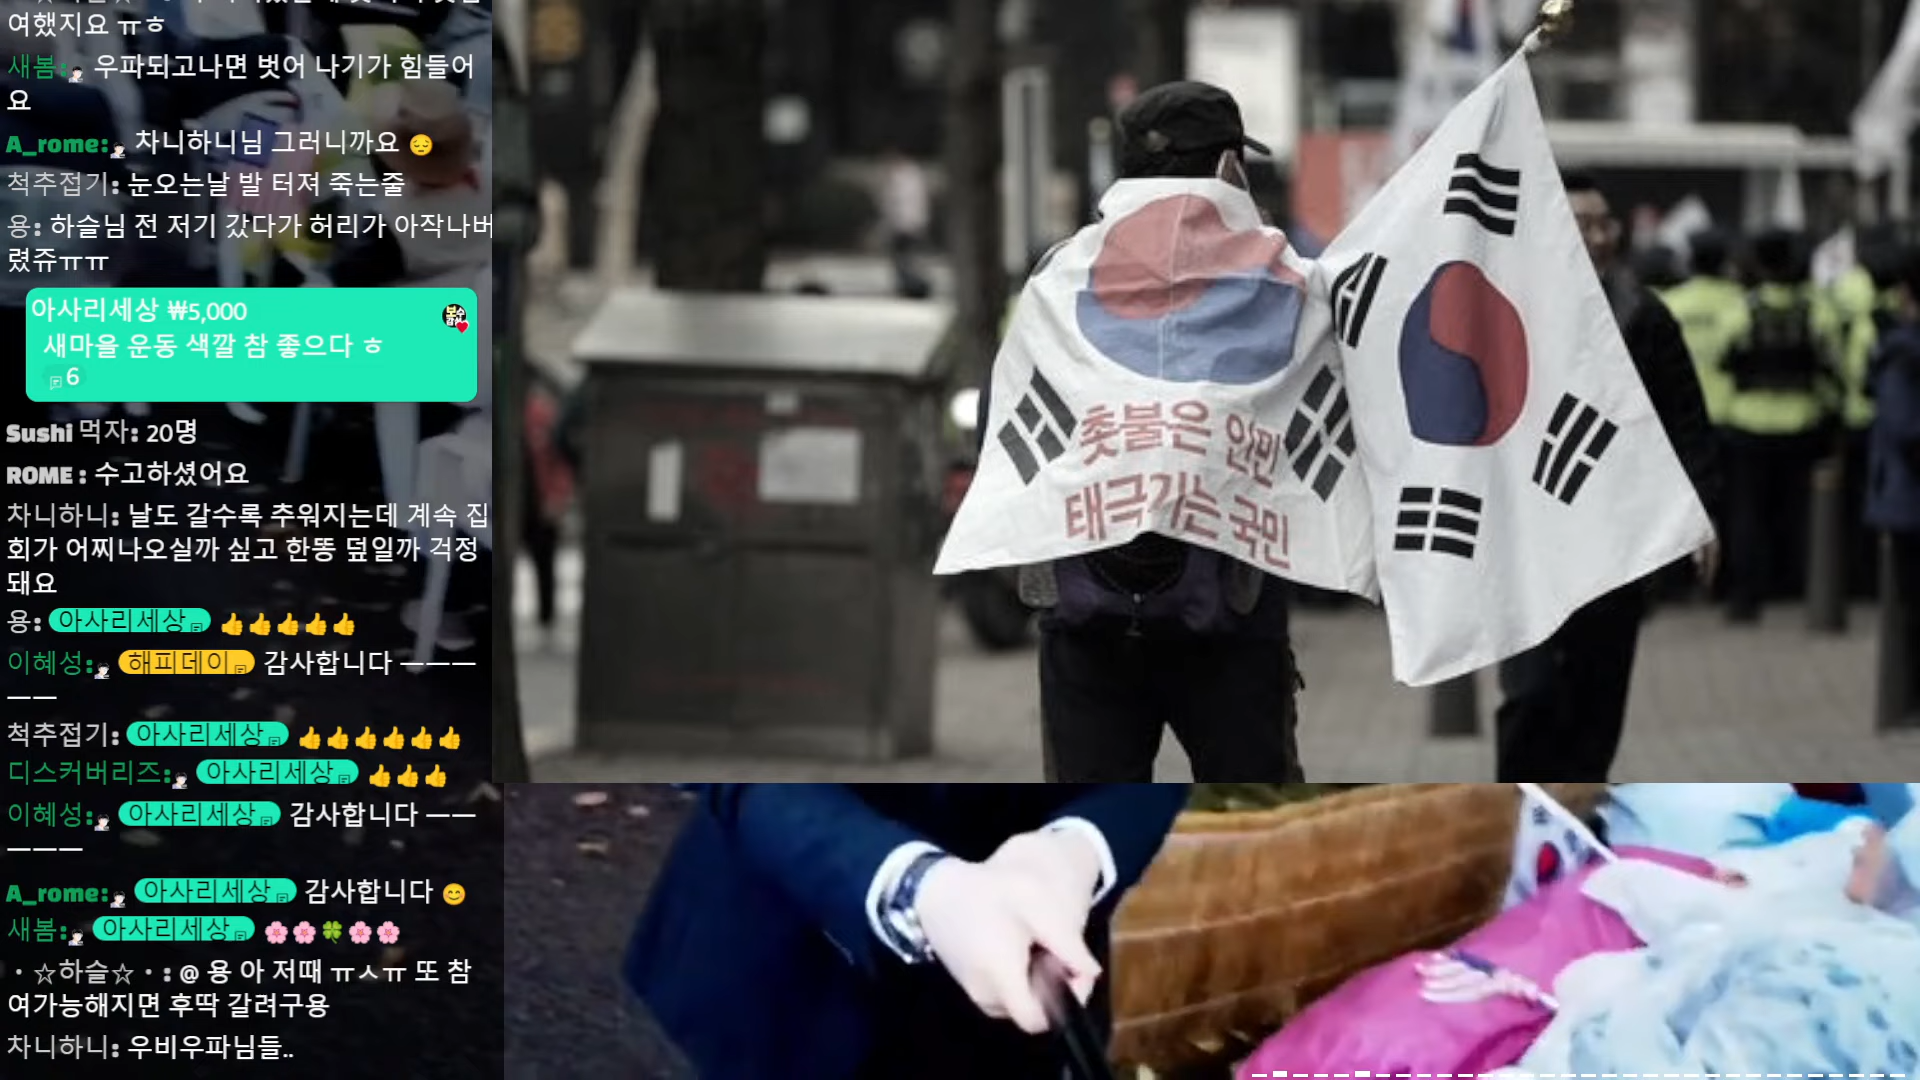 여했지요 ㅠㅎ
새봄: 우파되고나면 벗어 나기가 힘들어
요
A_rome: 차니하니님 그러니까요 😔
척추접기: 눈오는날 발 터져 죽는줄
용: 하슬님 전 저기 갔다가 허리가 아작나버
렸쥬ㅠㅠ
아사리세상 ₩5,000
새마을 운동 색깔 참 좋으다 ㅎ
6
Sushi 먹자: 20명
ROME : 수고하셨어요
차니하니: 날도 갈수록 추워지는데 계속 집
회가 어찌나오실까 싶고 한똥 덮일까 걱정
돼요
용: 아사리세상 👍👍👍👍👍
이혜성: 해피데이 감사합니다 ㅡㅡㅡ
ㅡㅡ
척추접기: 아사리세상 👍👍👍👍👍👍
디스커버리즈: 아사리세상 👍👍👍
이혜성: 아사리세상 감사합니다 ㅡㅡ
ㅡㅡㅡ
A_rome: 아사리세상 감사합니다 😊
새봄: 아사리세상 🌸🌸🍀🌸🌸
・☆하슬☆・: @ 용 아 저때 ㅠㅅㅠ 또 참
여가능해지면 후딱 갈려구용
차니하니: 우비우파님들..
촛불은 인민
태극기는 국민